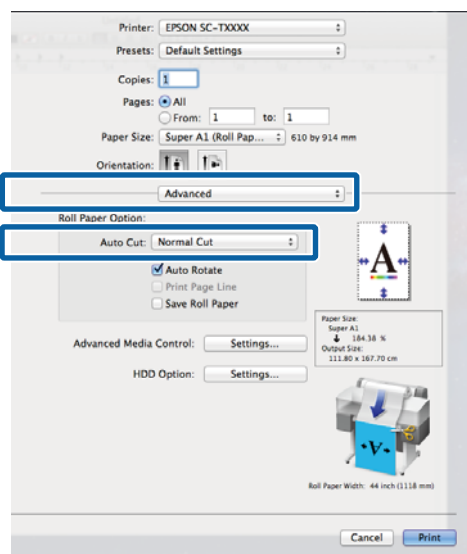 Printer: EPSON SC-TXXXX
Presets: Default Settings
Copies: 1
Pages: All
From: 1 to: 1
Paper Size: Super A1 (Roll Pap... 610 by 914 mm
Orientation:
Advanced
Roll Paper Option:
Auto Cut: Normal Cut
Auto Rotate
Print Page Line
Save Roll Paper
A
Paper Size:
Super A1
184.38 %
Output Size:
111.80 x 167.70 cm
Advanced Media Control: Settings...
HDD Option: Settings...
A
Roll Paper Width: 44 inch (1118 mm)
Cancel Print